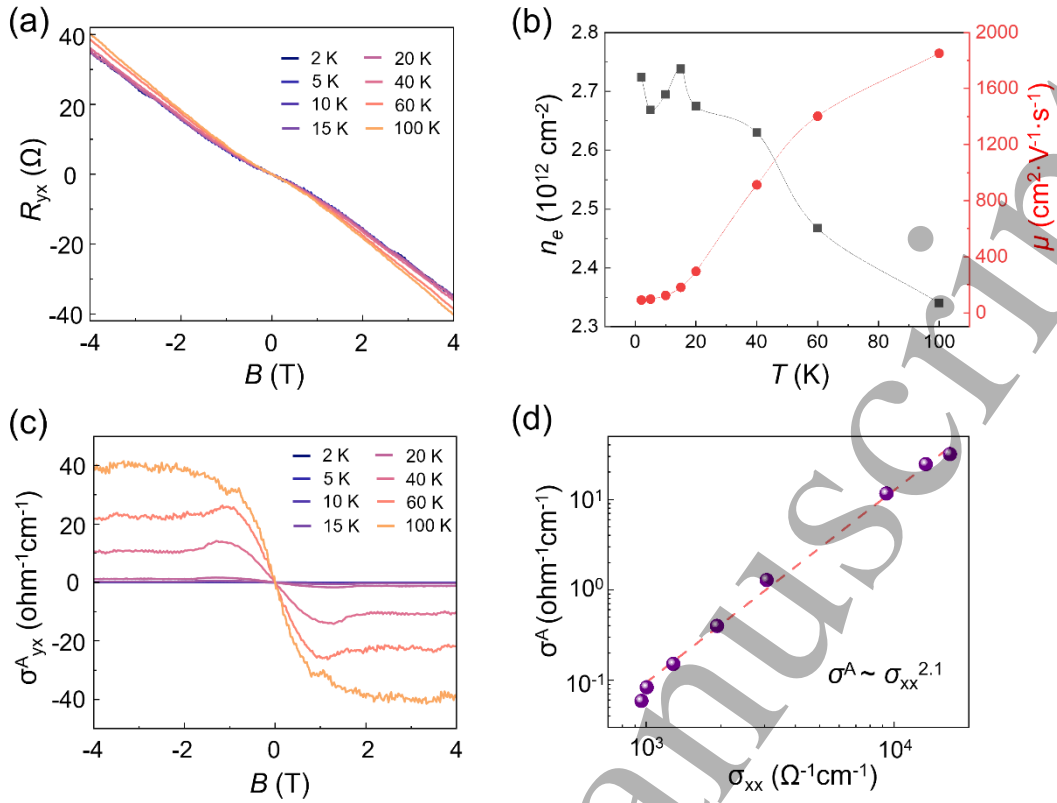 (a)
40
20
0
-20
-40
R_yx (Ω)
2 K 20 K
5 K 40 K
10 K 60 K
15 K 100 K
-4 -2 0 2 4
B (T)
(b)
2.8
2.7
2.6
2.5
2.4
2.3
n_e (10^12 cm^-2)
2000
1600
1200
800
400
0
μ (cm^2·V^-1·s^-1)
0 20 40 60 80 100
T (K)
(c)
40
20
0
-20
-40
σ^A_yx (ohm^-1cm^-1)
2 K 20 K
5 K 40 K
10 K 60 K
15 K 100 K
-4 -2 0 2 4
B (T)
(d)
10^1
10^0
10^-1
σ^A (ohm^-1cm^-1)
σ^A ~ σ_xx^2.1
10^3 10^4
σ_xx (Ω^-1cm^-1)
anuscrip